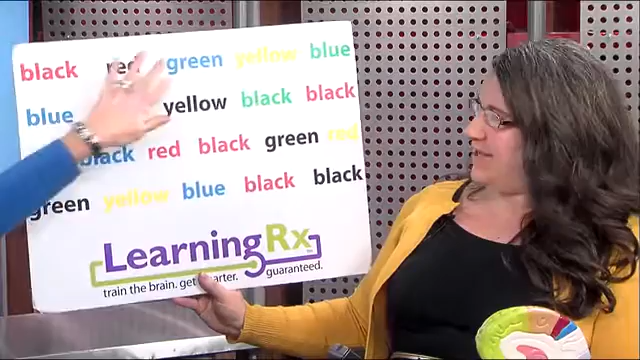 black red green yellow blue
blue yellow black black
black red black green red
green yellow blue black black
LearningRx
train the brain. get smarter. guaranteed.